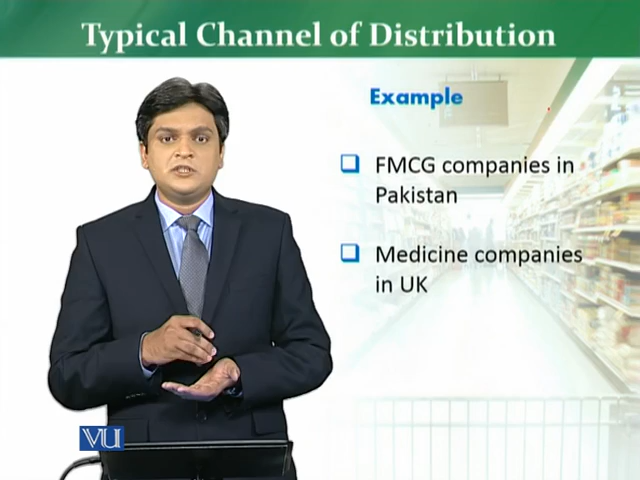 Typical Channel of Distribution
Example
FMCG companies in
Pakistan
Medicine companies
in UK
VU